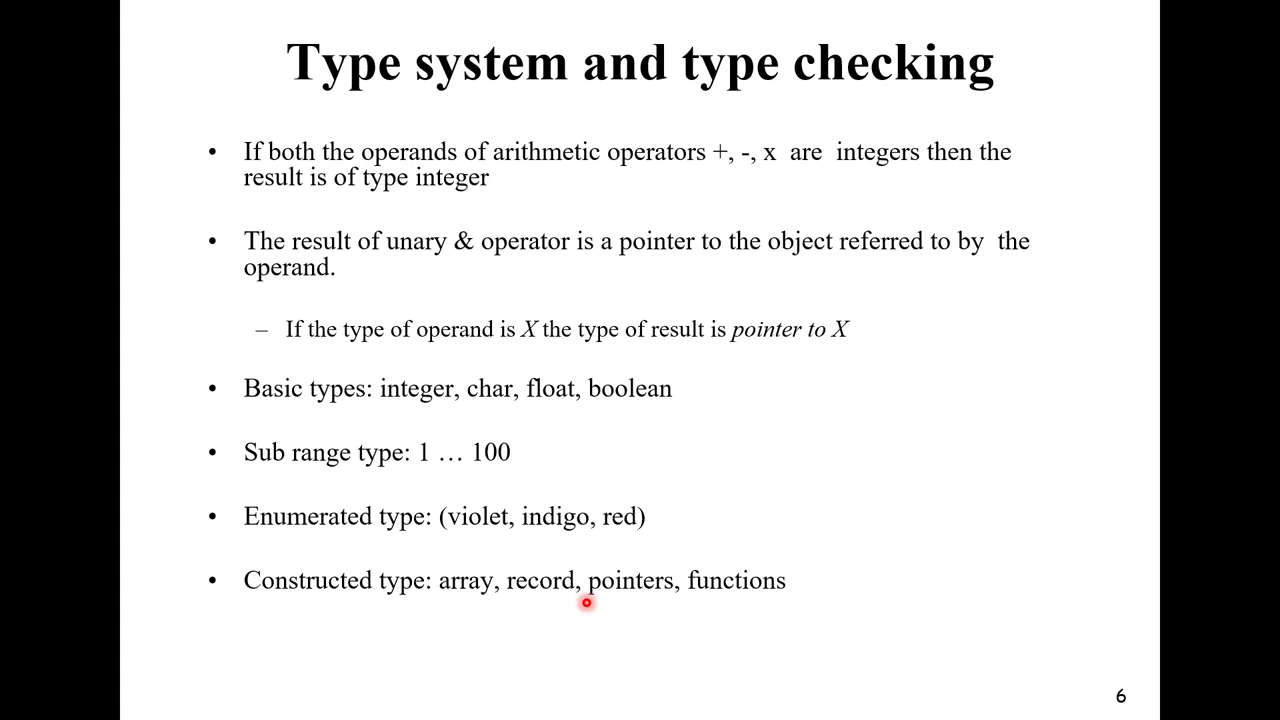 Type system and type checking
• If both the operands of arithmetic operators +, -, x are integers then the
result is of type integer
• The result of unary & operator is a pointer to the object referred to by the
operand.
– If the type of operand is X the type of result is pointer to X
• Basic types: integer, char, float, boolean
• Sub range type: 1 … 100
• Enumerated type: (violet, indigo, red)
• Constructed type: array, record, pointers, functions
6